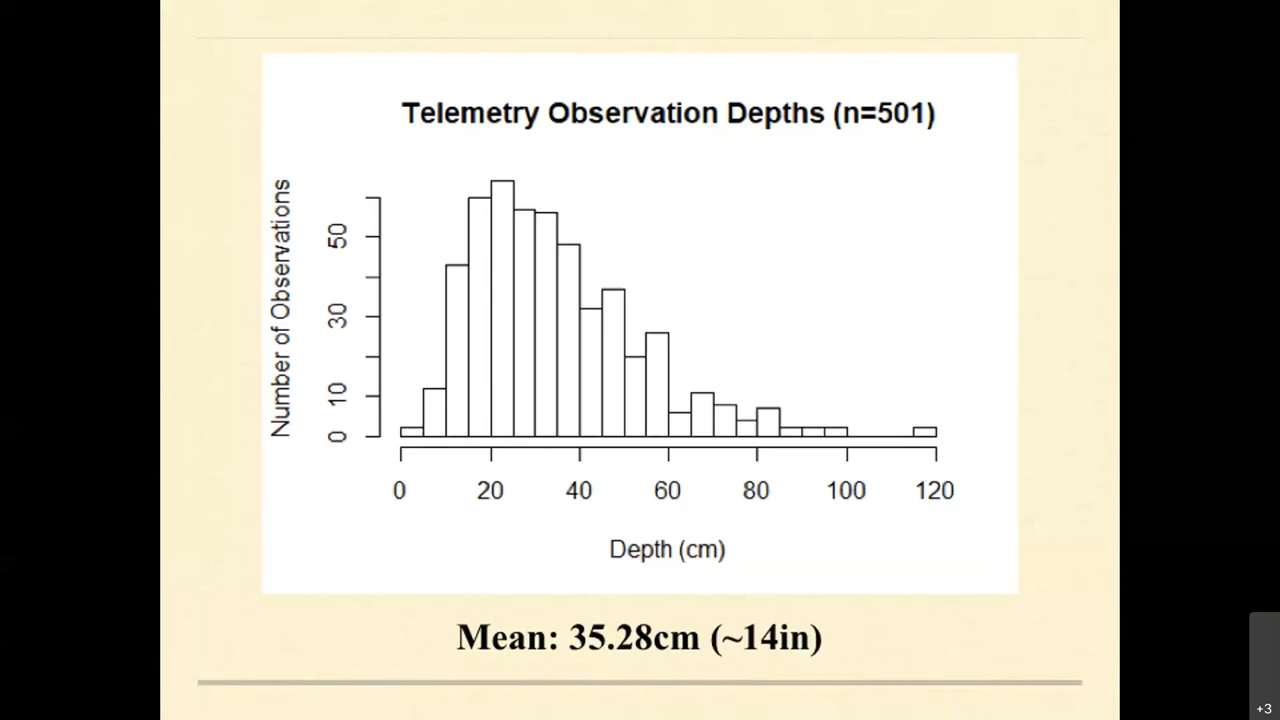 Telemetry Observation Depths (n=501)
Number of Observations
50
30
10
0
0 20 40 60 80 100 120
Depth (cm)
Mean: 35.28cm (~14in)
+3